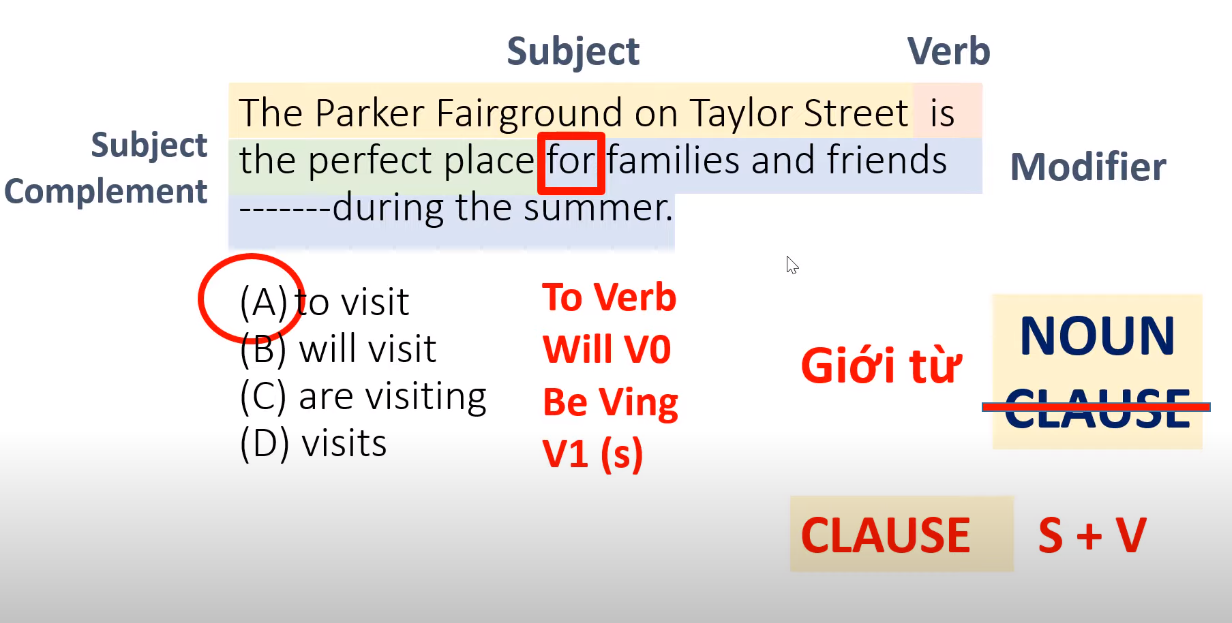 Subject Verb
The Parker Fairground on Taylor Street is
Subject
Complement
the perfect place for families and friends
Modifier
-------during the summer.
(A) to visit
(B) will visit
(C) are visiting
(D) visits
To Verb
Will V0
Be Ving
V1 (s)
Giới từ
NOUN
CLAUSE
CLAUSE S + V